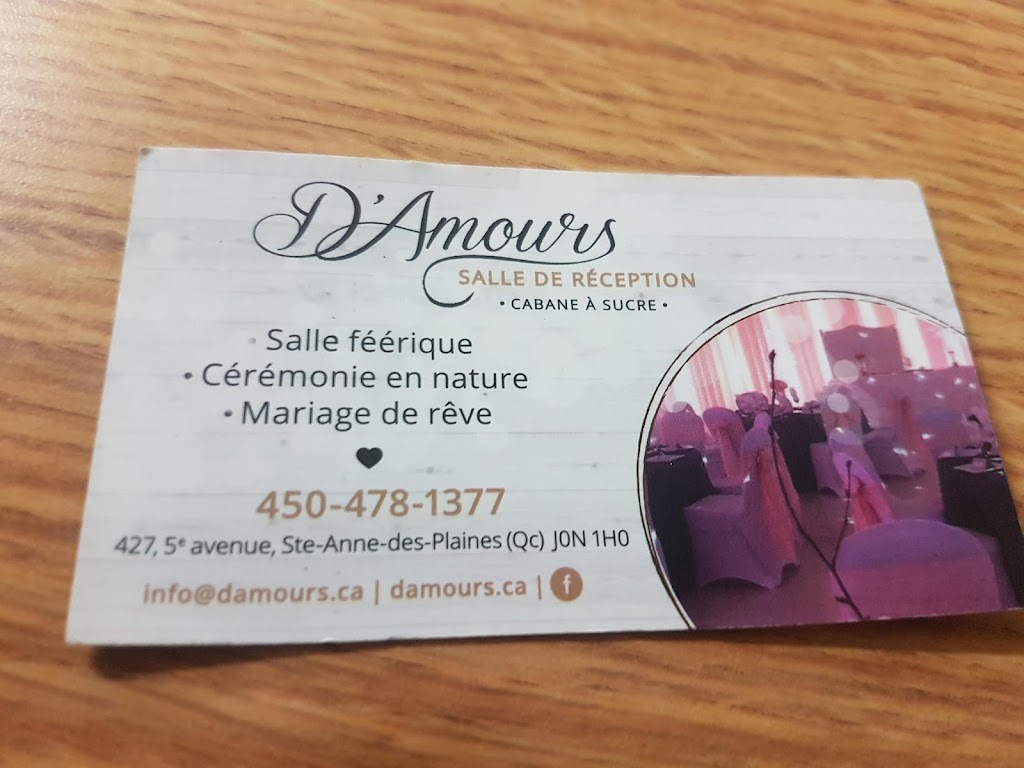 D'Amours
SALLE DE RÉCEPTION
• CABANE À SUCRE •
• Salle féérique
• Cérémonie en nature
• Mariage de rêve
450-478-1377
427, 5e avenue, Ste-Anne-des-Plaines (Qc) J0N 1H0
info@damours.ca | damours.ca | f